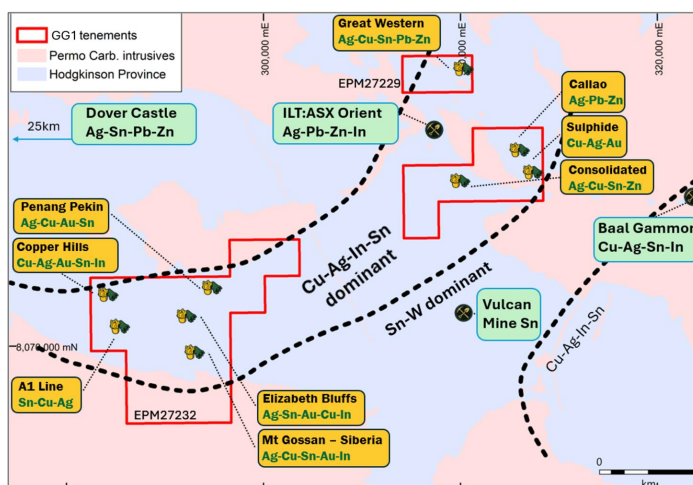 GG1 tenements
Permo Carb. intrusives
Hodgkinson Province
300,000 mE
320,000 mE
Great Western
Ag-Cu-Sn-Pb-Zn
EPM27229
25km
Dover Castle
Ag-Sn-Pb-Zn
ILT:ASX Orient
Ag-Pb-Zn-In
Callao
Ag-Pb-Zn
Sulphide
Cu-Ag-Au
Consolidated
Ag-Cu-Sn-Zn
Penang Pekin
Ag-Cu-Au-Sn
Copper Hills
Cu-Ag-Au-Sn-In
Baal Gammon
Cu-Ag-Sn-In
Cu-Ag-In-Sn
dominant
Sn-W dominant
Vulcan
Mine Sn
Cu-Ag-In-Sn
8,070,000 mN
A1 Line
Sn-Cu-Ag
EPM27232
Elizabeth Bluffs
Ag-Sn-Au-Cu-In
Mt Gossan – Siberia
Ag-Cu-Sn-Au-In
0
km